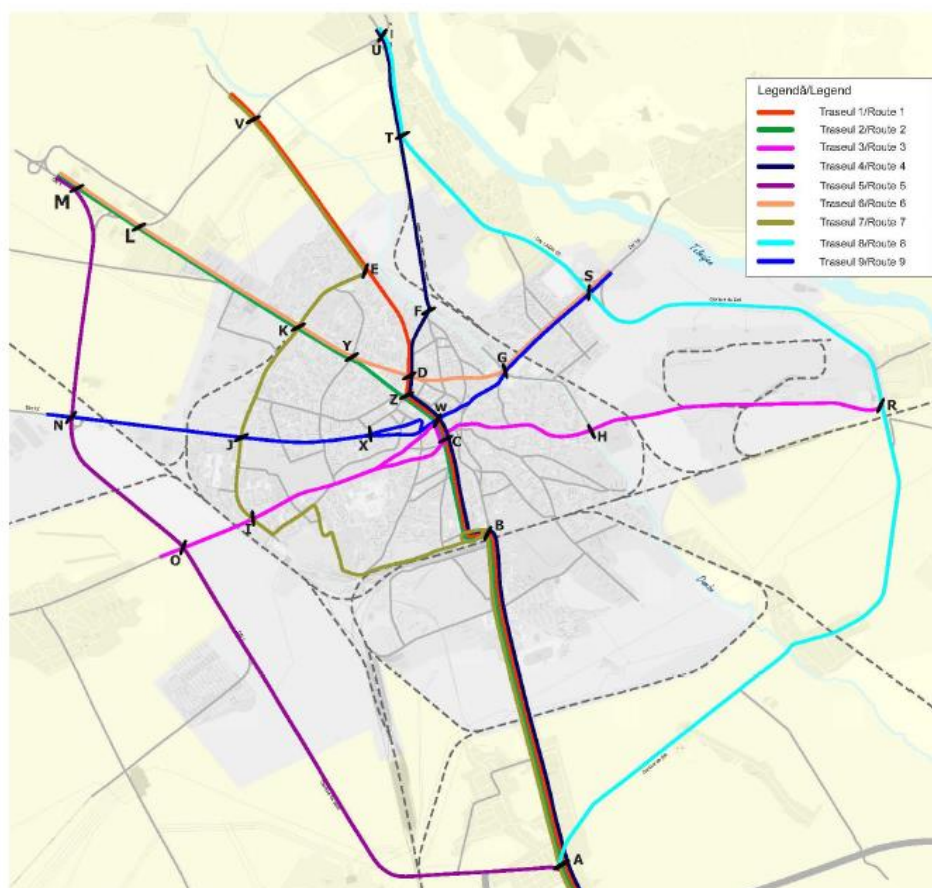 U
V
T
Legendă/Legend
Traseul 1/Route 1
Traseul 2/Route 2
Traseul 3/Route 3
Traseul 4/Route 4
Traseul 5/Route 5
Traseul 6/Route 6
Traseul 7/Route 7
Traseul 8/Route 8
Traseul 9/Route 9
M
L
E
S
F
K
Y
G
D
Z
R
N
W
J
X
C
H
I
B
O
A